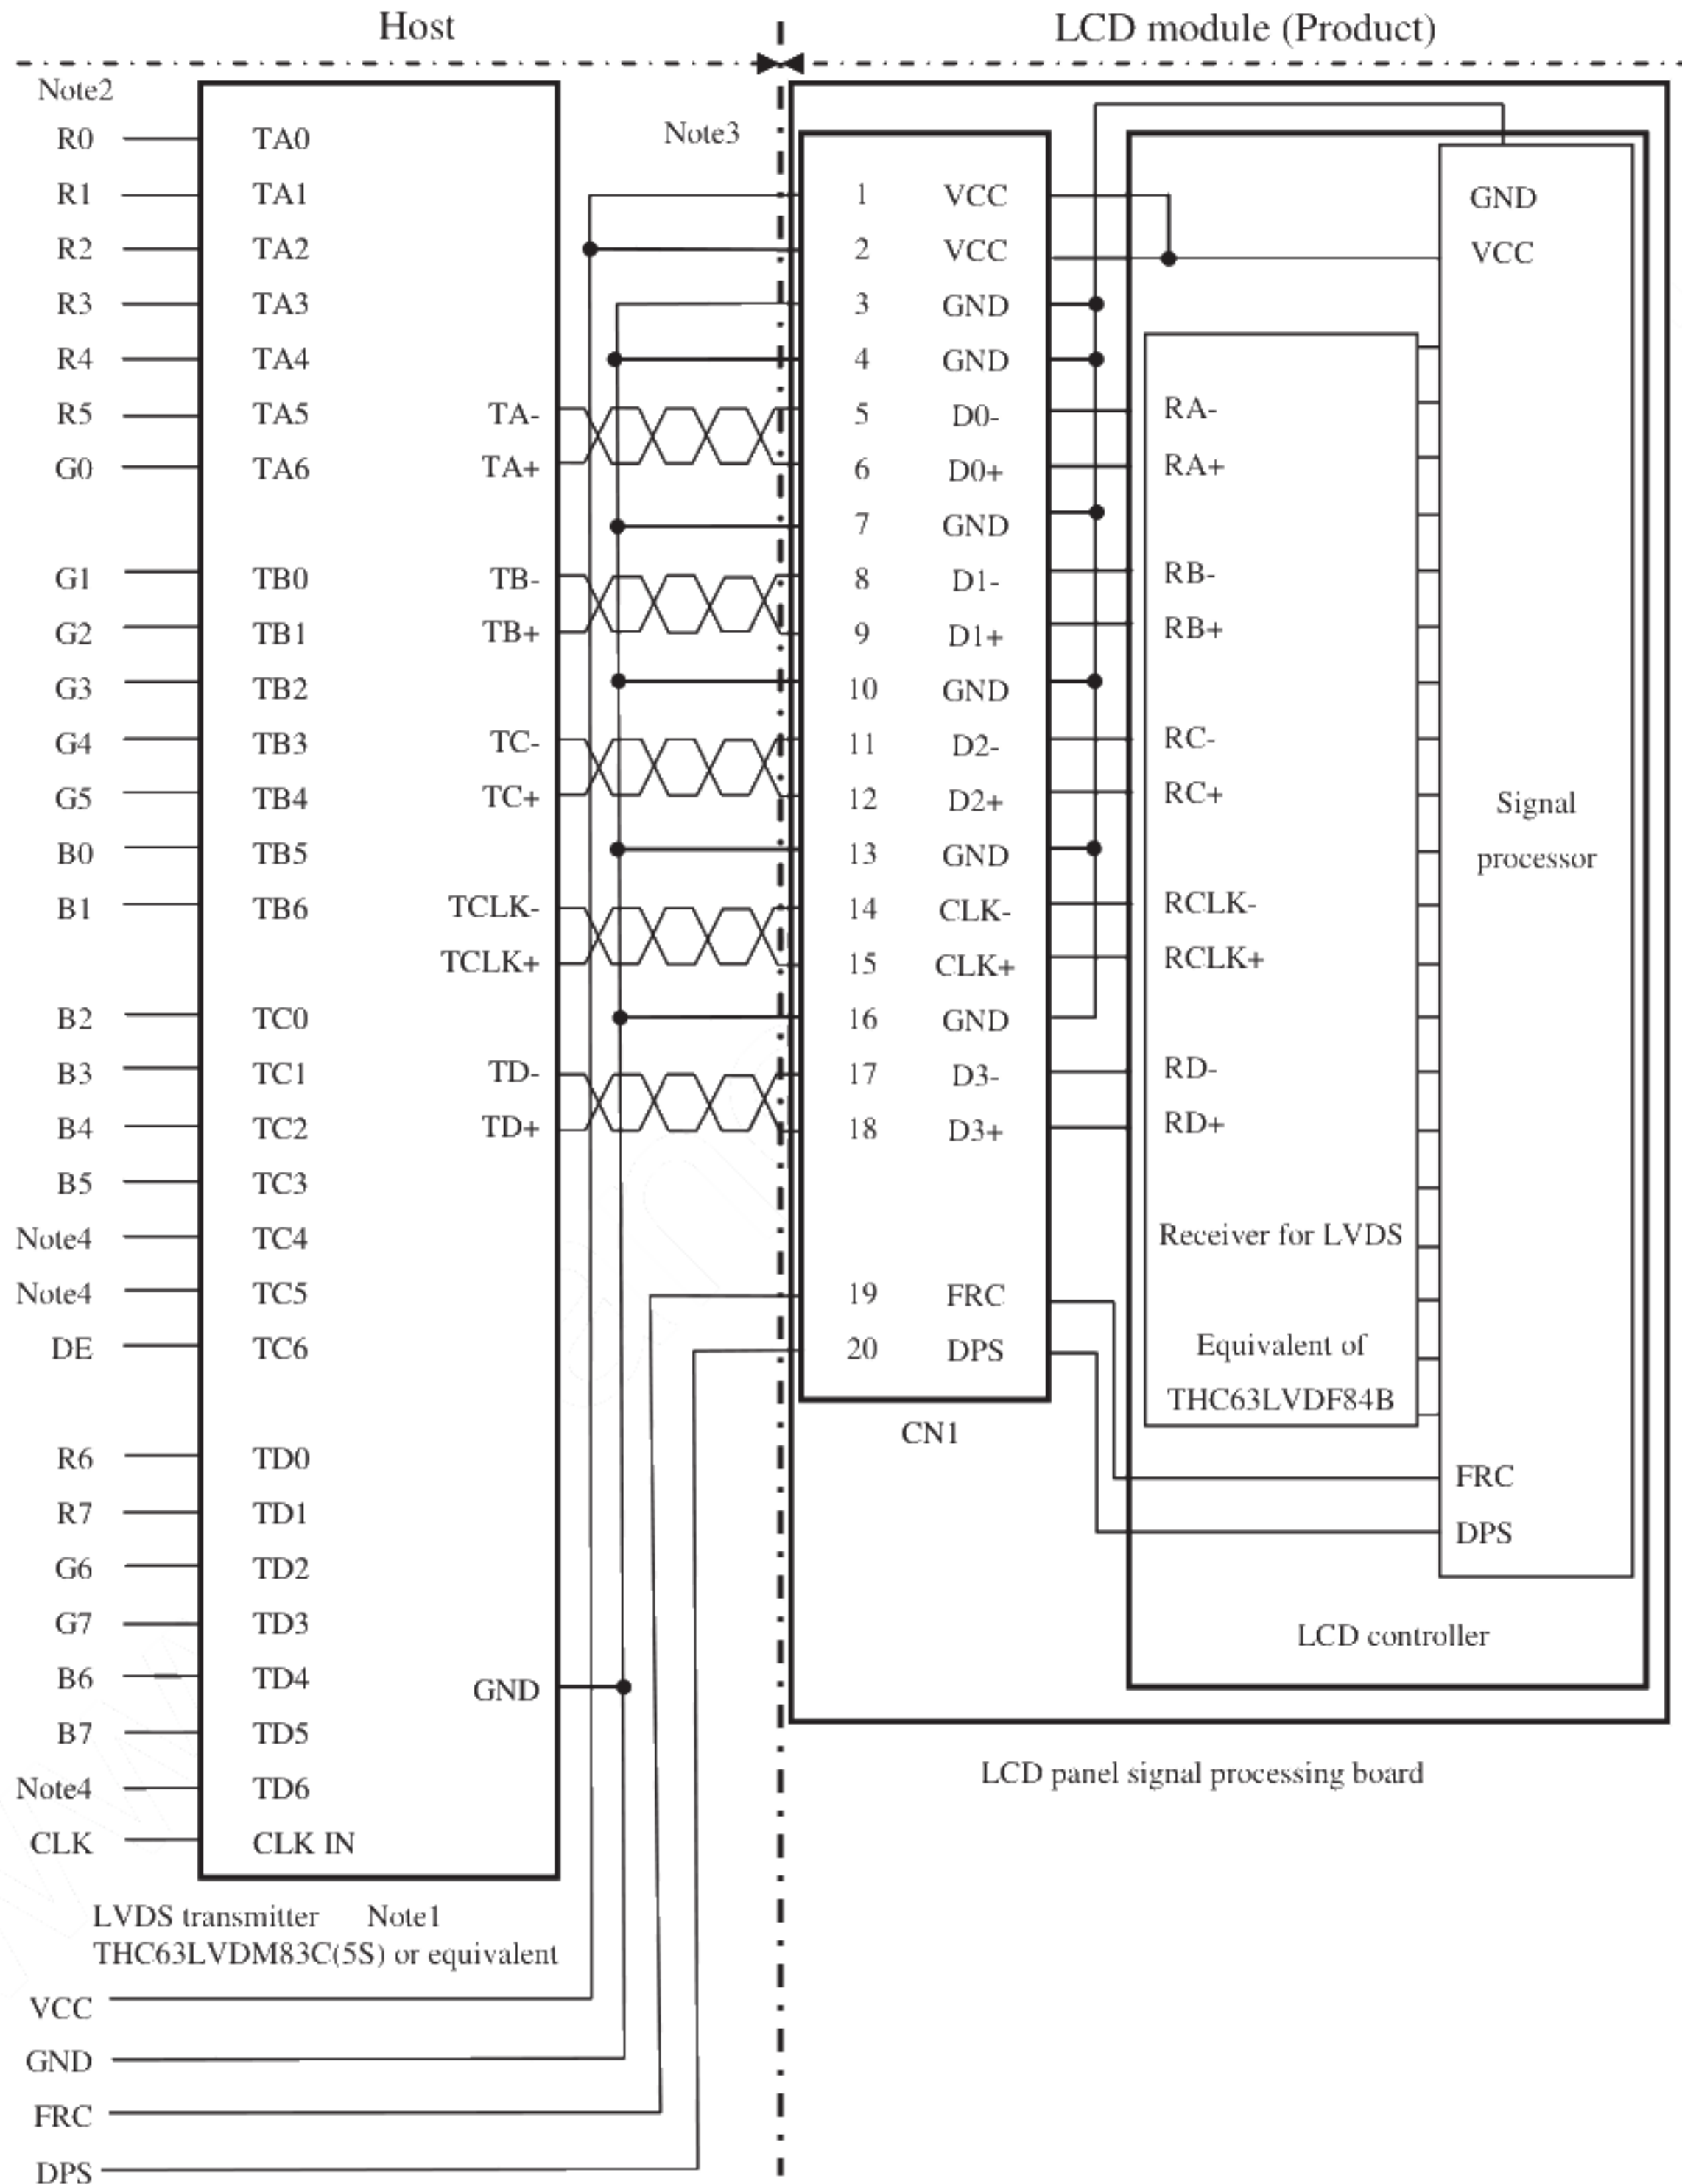 Host
LCD module (Product)
Note2
R0 TA0
R1 TA1
R2 TA2
R3 TA3
R4 TA4
R5 TA5
G0 TA6
G1 TB0
G2 TB1
G3 TB2
G4 TB3
G5 TB4
B0 TB5
B1 TB6
B2 TC0
B3 TC1
B4 TC2
B5 TC3
Note4 TC4
Note4 TC5
DE TC6
R6 TD0
R7 TD1
G6 TD2
G7 TD3
B6 TD4
B7 TD5
Note4 TD6
CLK CLK IN
TA-
TA+
TB-
TB+
TC-
TC+
TCLK-
TCLK+
TD-
TD+
GND
LVDS transmitter Note1
THC63LVDM83C(5S) or equivalent
VCC
GND
FRC
DPS
Note3
1 VCC
2 VCC
3 GND
4 GND
5 D0-
6 D0+
7 GND
8 D1-
9 D1+
10 GND
11 D2-
12 D2+
13 GND
14 CLK-
15 CLK+
16 GND
17 D3-
18 D3+
19 FRC
20 DPS
CN1
RA-
RA+
RB-
RB+
RC-
RC+
RCLK-
RCLK+
RD-
RD+
Receiver for LVDS
Equivalent of
THC63LVDF84B
GND
VCC
Signal
processor
FRC
DPS
LCD controller
LCD panel signal processing board